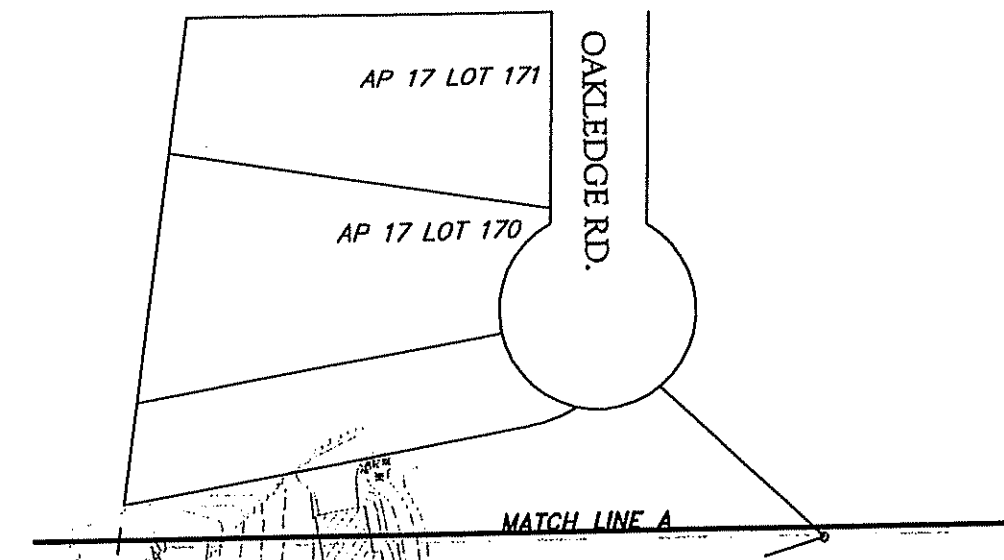 AP 17 LOT 171
OAKLEDGE RD.
AP 17 LOT 170
MATCH LINE A